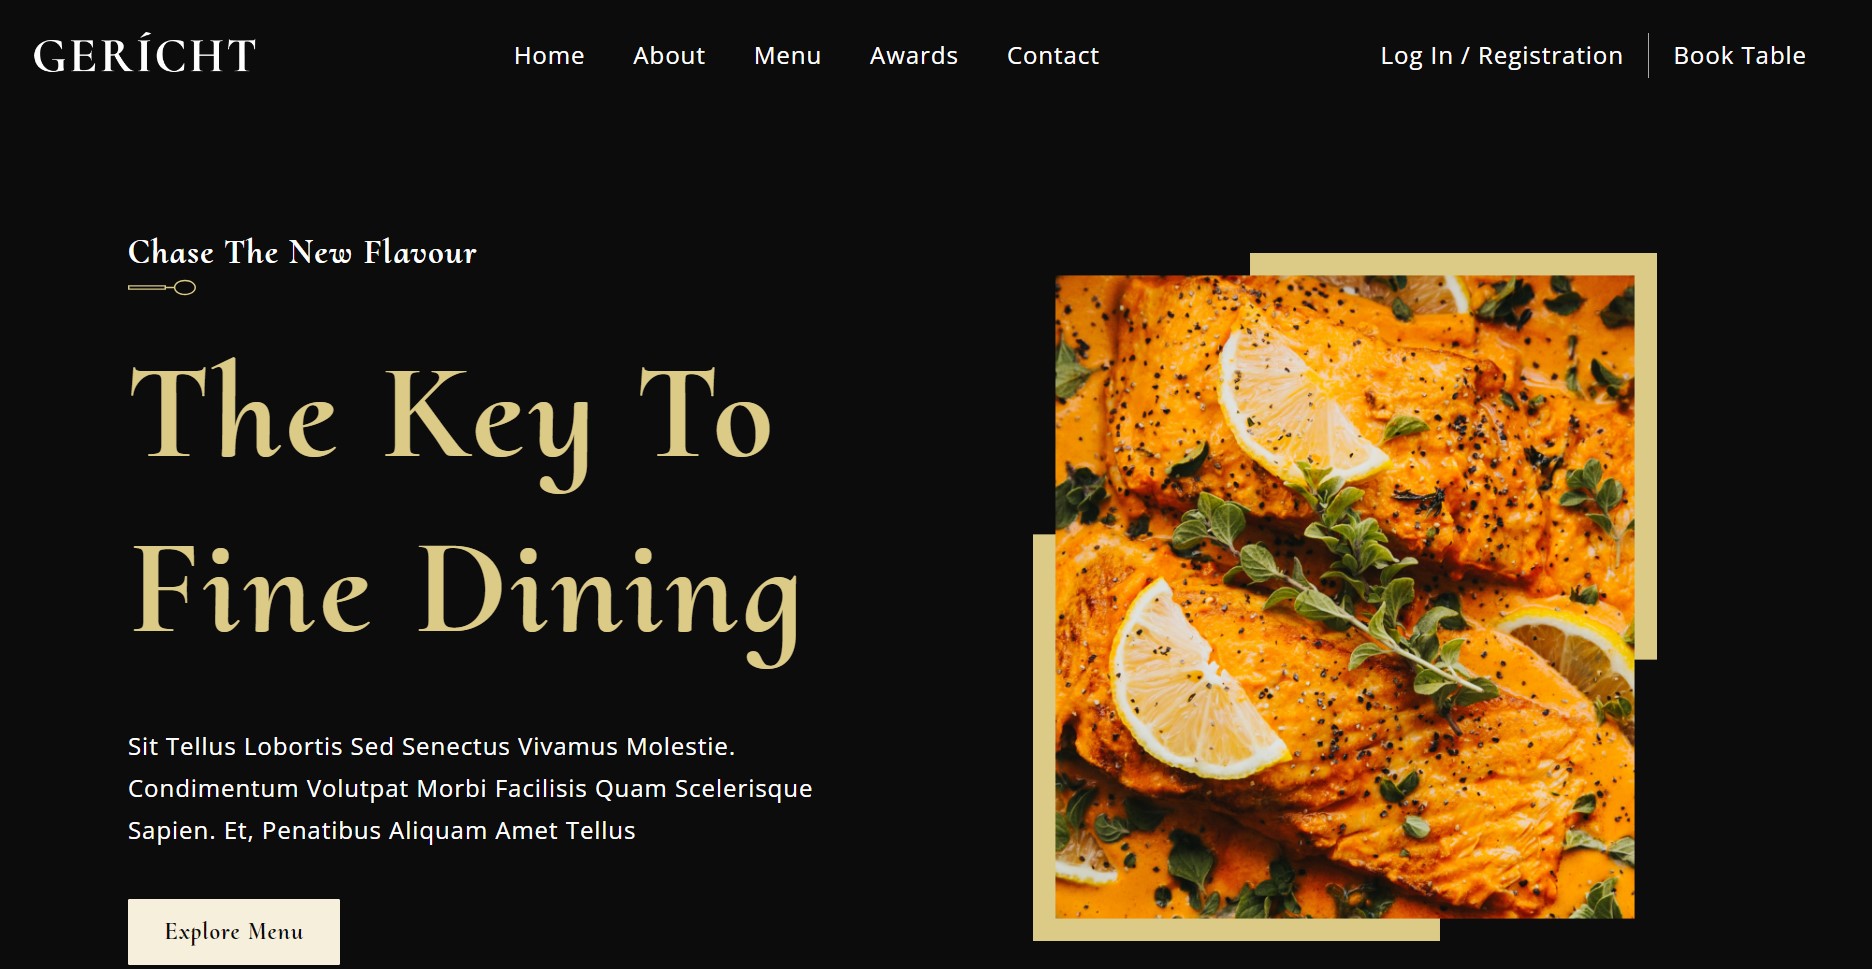 GERÍCHT
Home About Menu Awards Contact
Log In / Registration Book Table
Chase The New Flavour
The Key To
Fine Dining
Sit Tellus Lobortis Sed Senectus Vivamus Molestie.
Condimentum Volutpat Morbi Facilisis Quam Scelerisque
Sapien. Et, Penatibus Aliquam Amet Tellus
Explore Menu